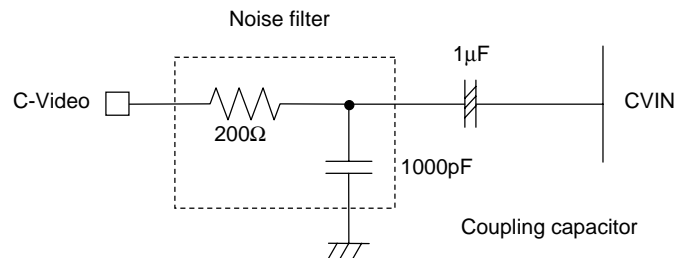 Noise filter
1μF
C-Video
CVIN
200Ω
1000pF
Coupling capacitor